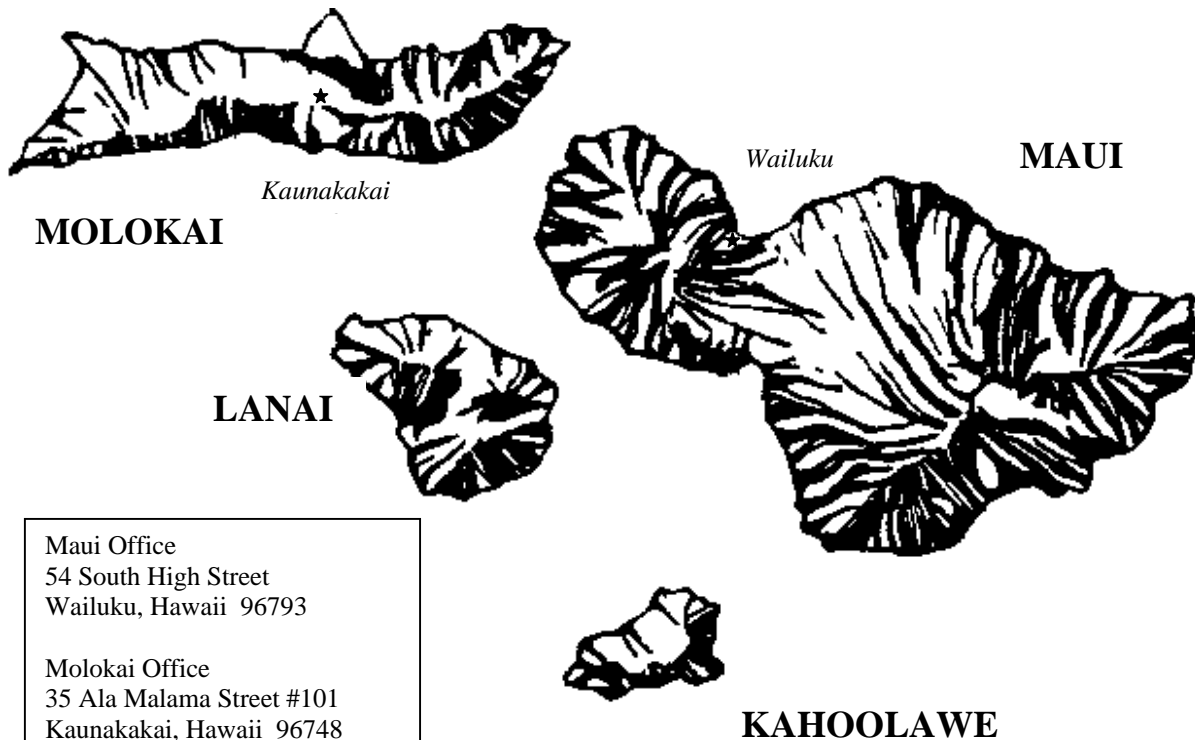 Wailuku
MAUI
Kaunakakai
MOLOKAI
LANAI
Maui Office
54 South High Street
Wailuku, Hawaii  96793
Molokai Office
35 Ala Malama Street #101
Kaunakakai, Hawaii  96748
KAHOOLAWE